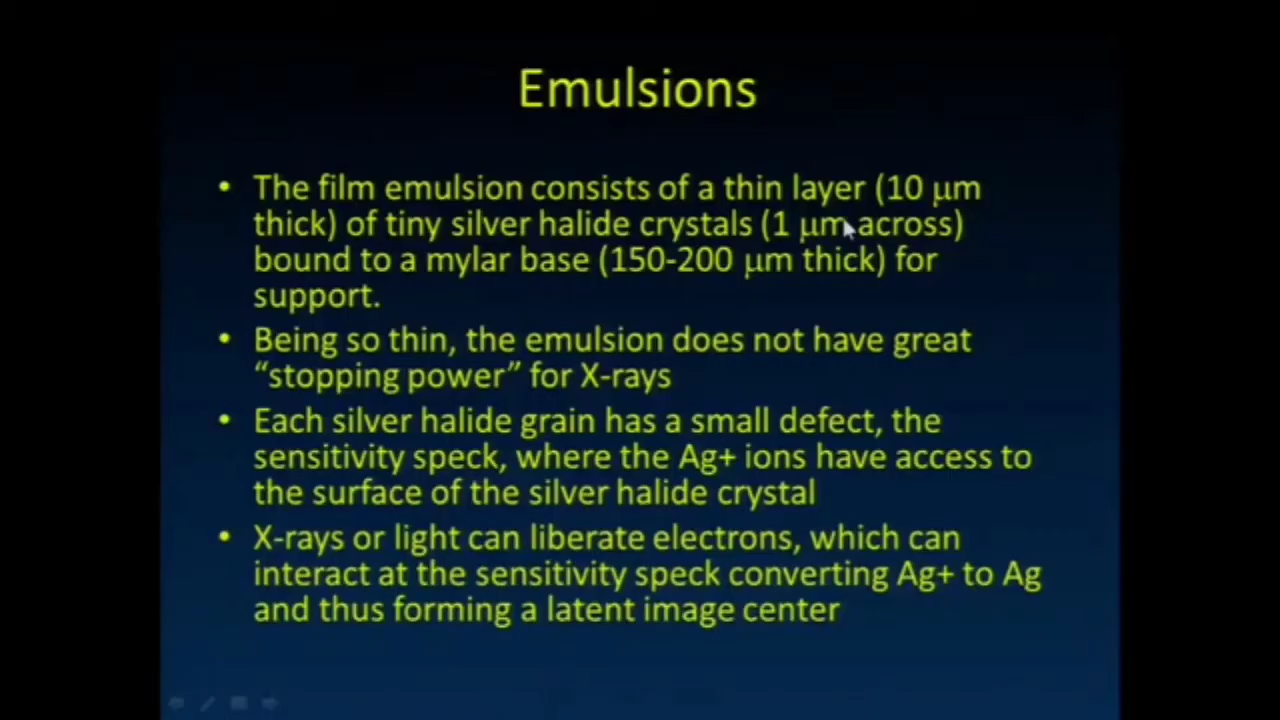 Emulsions
• The film emulsion consists of a thin layer (10 μm
thick) of tiny silver halide crystals (1 μm across)
bound to a mylar base (150-200 μm thick) for
support.
• Being so thin, the emulsion does not have great
“stopping power” for X-rays
• Each silver halide grain has a small defect, the
sensitivity speck, where the Ag+ ions have access to
the surface of the silver halide crystal
• X-rays or light can liberate electrons, which can
interact at the sensitivity speck converting Ag+ to Ag
and thus forming a latent image center